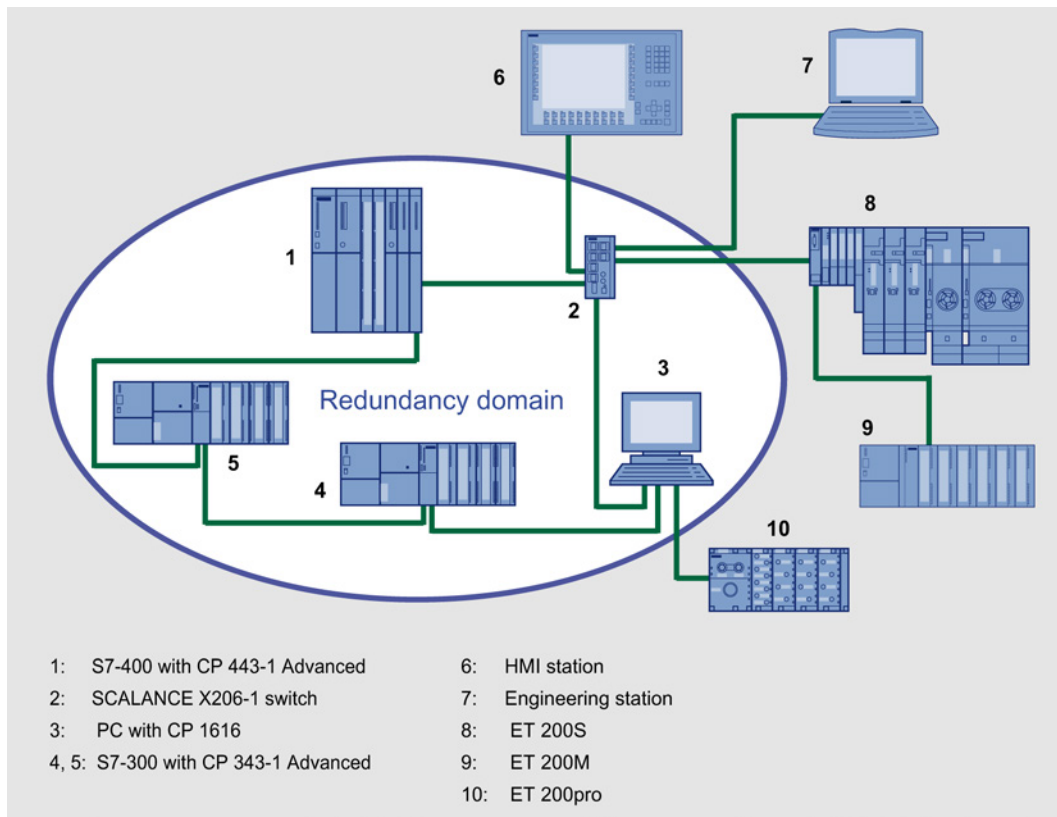 6
7
8
1
2
3
Redundancy domain
5
4
9
10
1: S7-400 with CP 443-1 Advanced
2: SCALANCE X206-1 switch
3: PC with CP 1616
4, 5: S7-300 with CP 343-1 Advanced
6: HMI station
7: Engineering station
8: ET 200S
9: ET 200M
10: ET 200pro